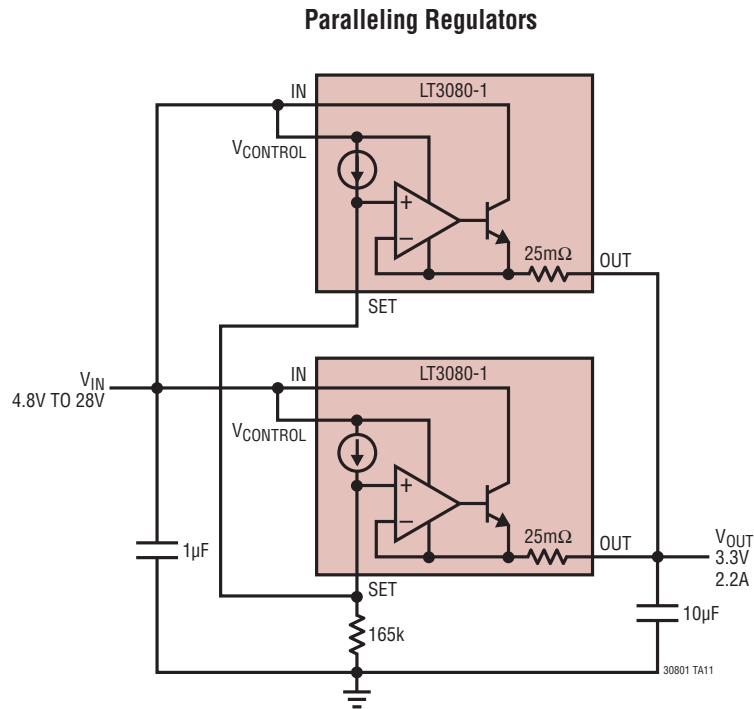 Paralleling Regulators
IN
LT3080-1
VCONTROL
+
–
25mΩ
OUT
SET
VIN
4.8V TO 28V
IN
LT3080-1
VCONTROL
+
–
25mΩ
OUT
VOUT
3.3V
2.2A
1µF
SET
165k
10µF
30801 TA11